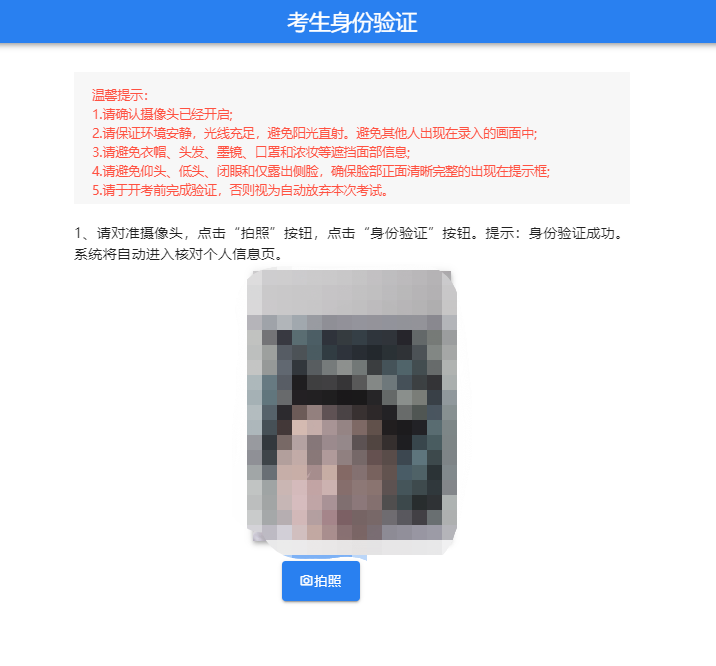 考生身份验证
温馨提示：
1.请确认摄像头已经开启;
2.请保证环境安静，光线充足，避免阳光直射。避免其他人出现在录入的画面中;
3.请避免衣帽、头发、墨镜、口罩和浓妆等遮挡面部信息;
4.请避免仰头、低头、闭眼和仅露出侧脸，确保脸部正面清晰完整的出现在提示框;
5.请于开考前完成验证，否则视为自动放弃本次考试。
1、请对准摄像头，点击“拍照”按钮，点击“身份验证”按钮。提示：身份验证成功。
系统将自动进入核对个人信息页。
拍照